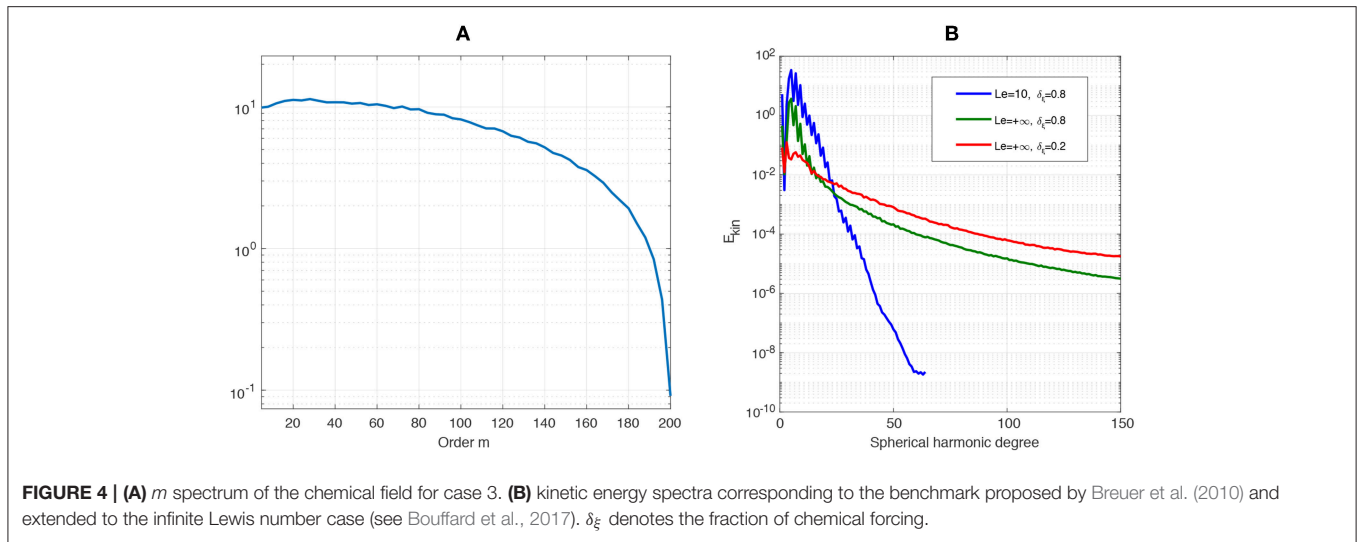 A
10^1
10^0
10^-1
20 40 60 80 100 120 140 160 180 200
Order m
B
10^2
10^0
10^-2
10^-4
10^-6
10^-8
10^-10
E_kin
Le=10, δ_ξ=0.8
Le=+∞, δ_ξ=0.8
Le=+∞, δ_ξ=0.2
0 50 100 150
Spherical harmonic degree
FIGURE 4 | (A) m spectrum of the chemical field for case 3. (B) kinetic energy spectra corresponding to the benchmark proposed by Breuer et al. (2010) and
extended to the infinite Lewis number case (see Bouffard et al., 2017). δ_ξ denotes the fraction of chemical forcing.